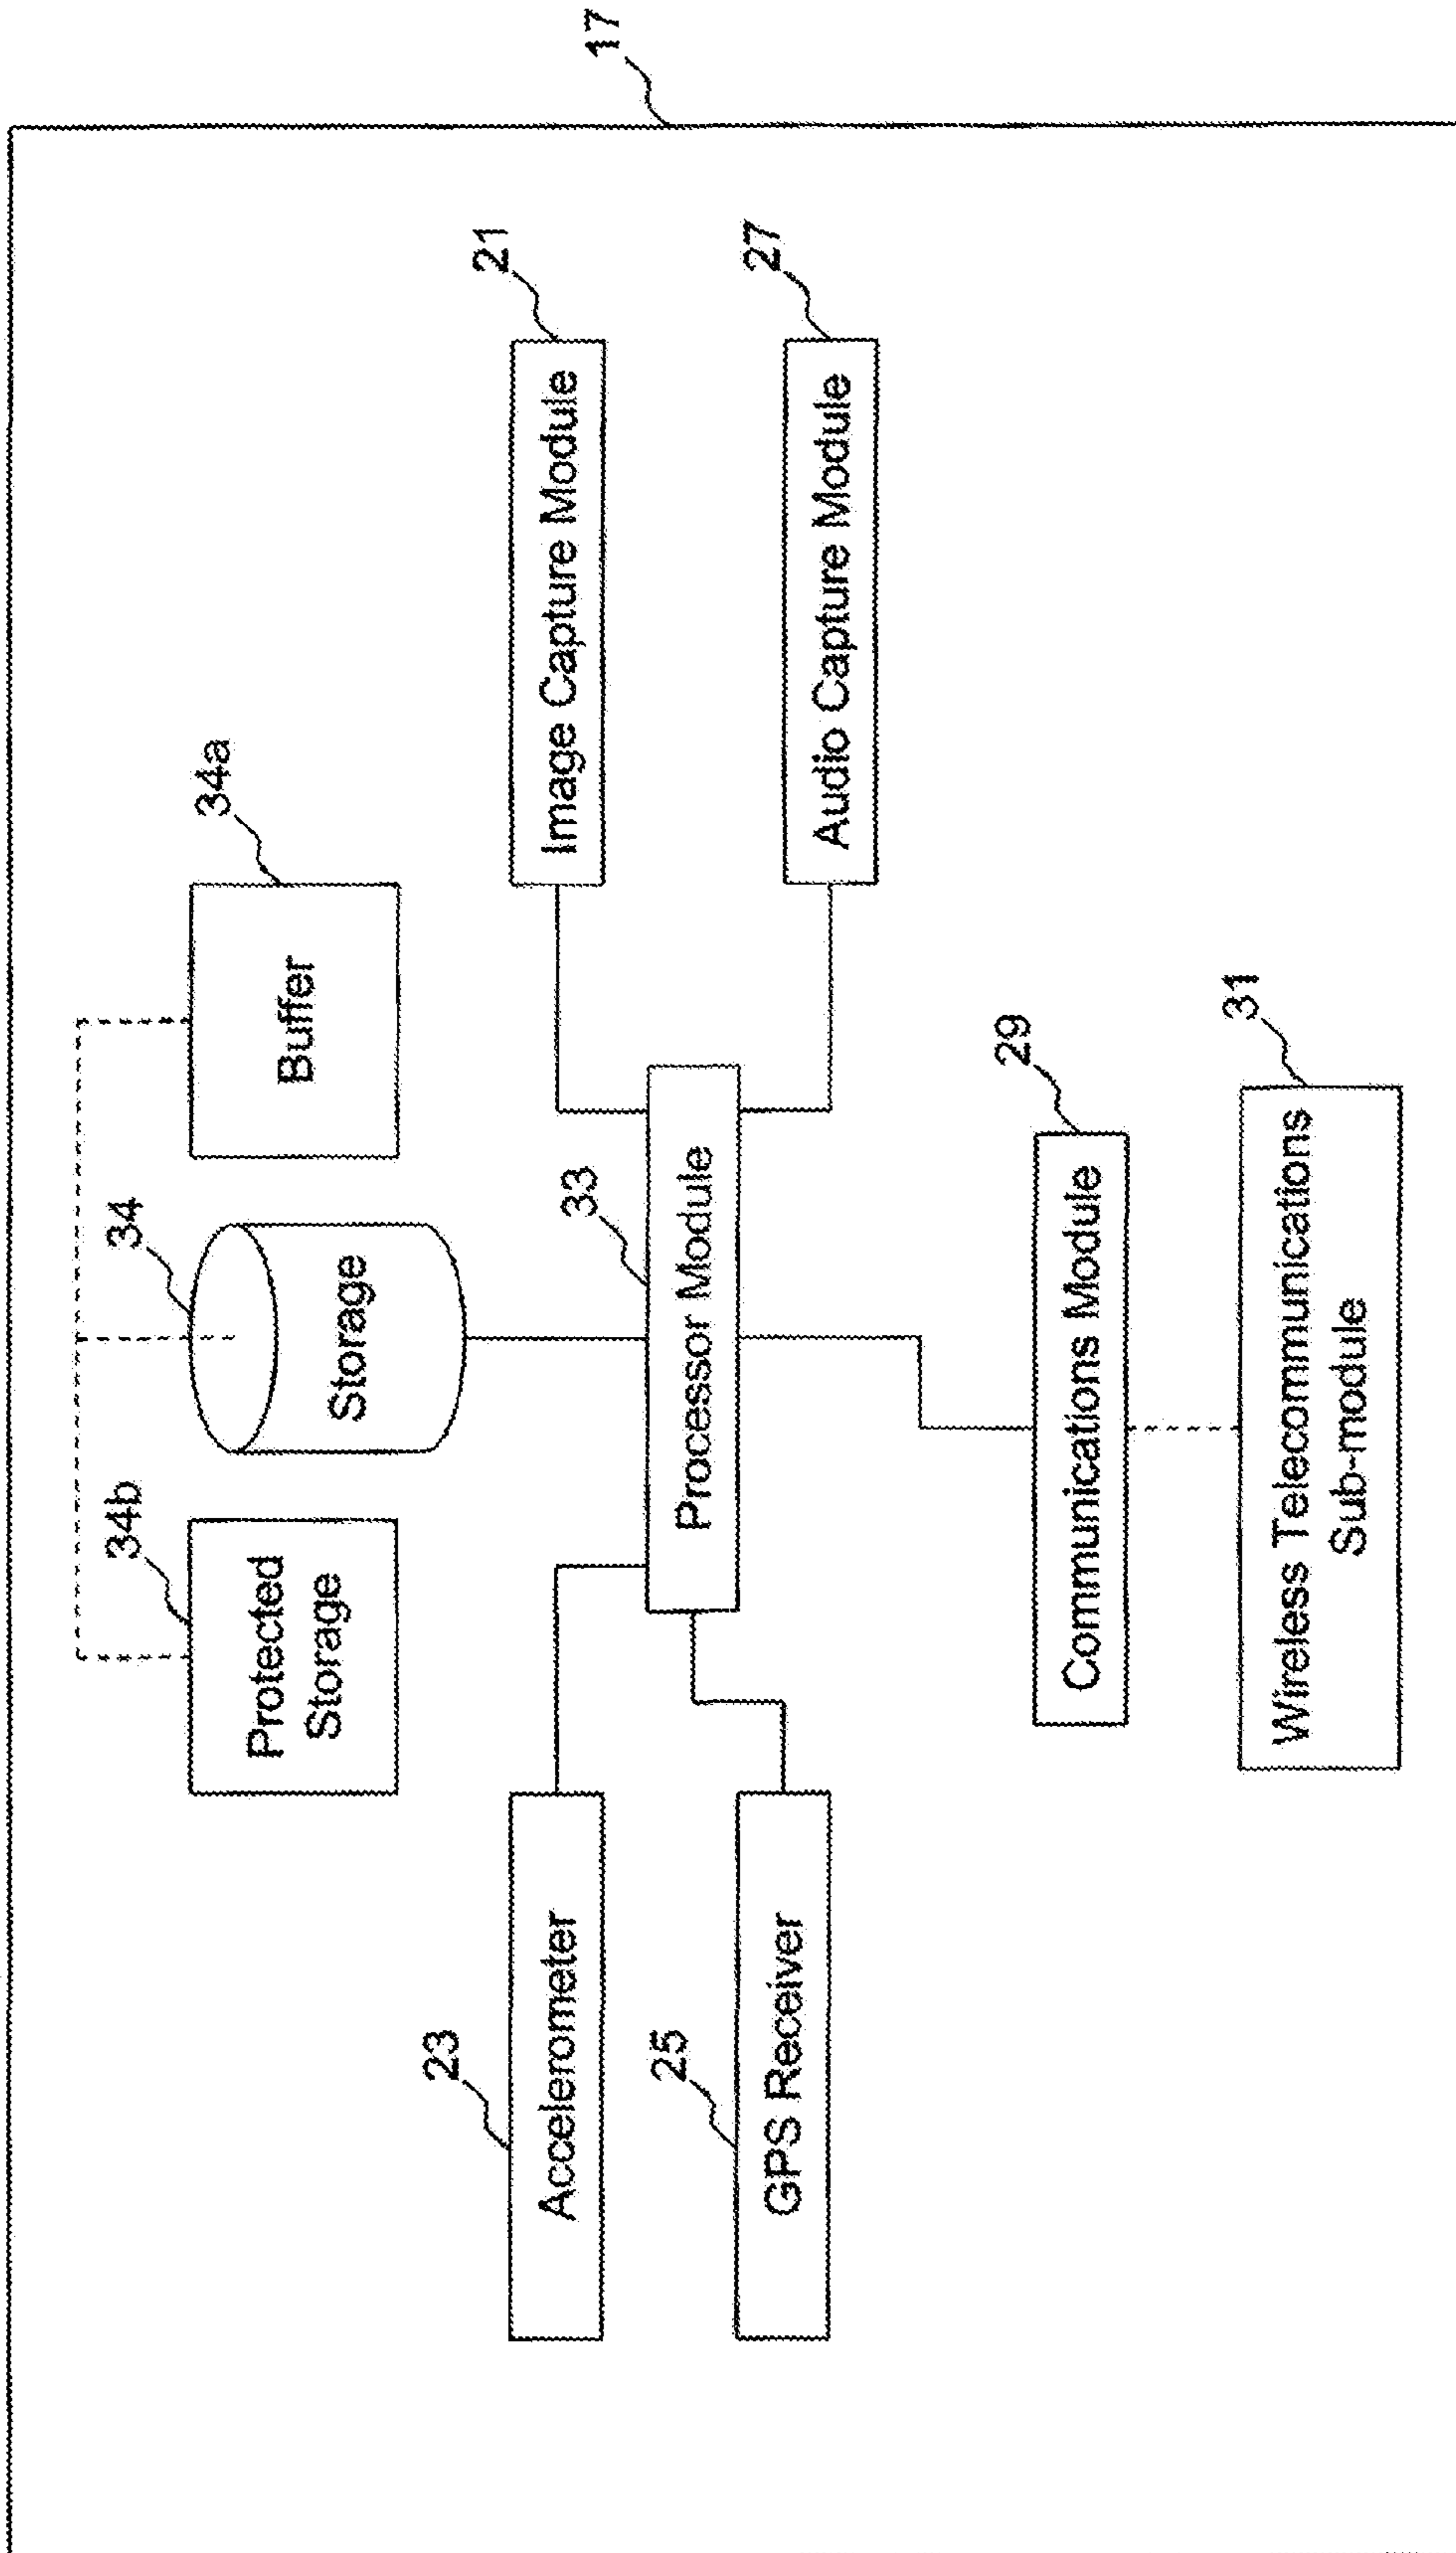 34b
34
34a
Protected
Storage
Storage
Buffer
23
Accelerometer
21
Image Capture Module
17
33
Processor Module
25
GPS Receiver
27
Audio Capture Module
29
Communications Module
31
Wireless Telecommunications
Sub-module